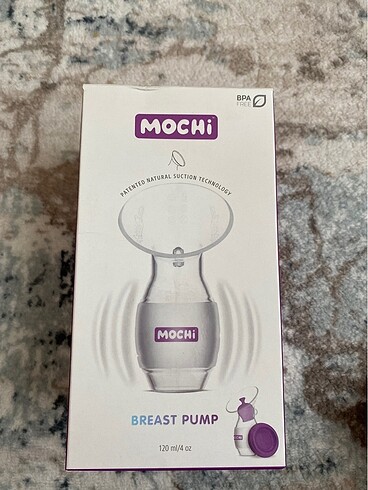 BPA
FREE
MOCHi
PATENTED NATURAL SUCTION TECHNOLOGY
MOCHi
BREAST PUMP
120 ml/4 oz